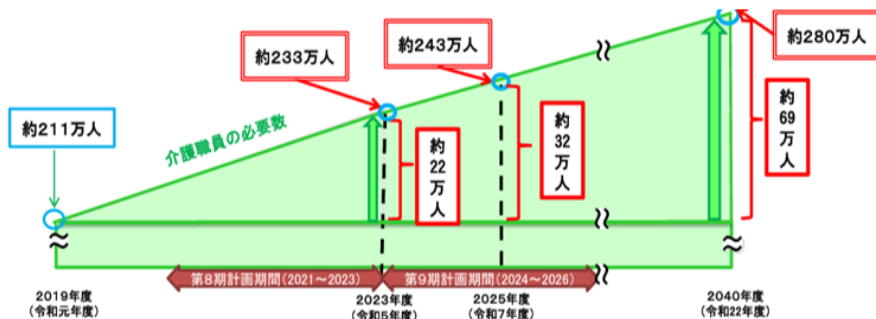 約280万人
約233万人
約243万人
約211万人
介護職員の必要数
約
22
万
人
約
32
万
人
約
69
万
人
第8期計画期間(2021～2023)
第9期計画期間(2024～2026)
2019年度
(令和元年度)
2023年度
(令和5年度)
2025年度
(令和7年度)
2040年度
(令和22年度)